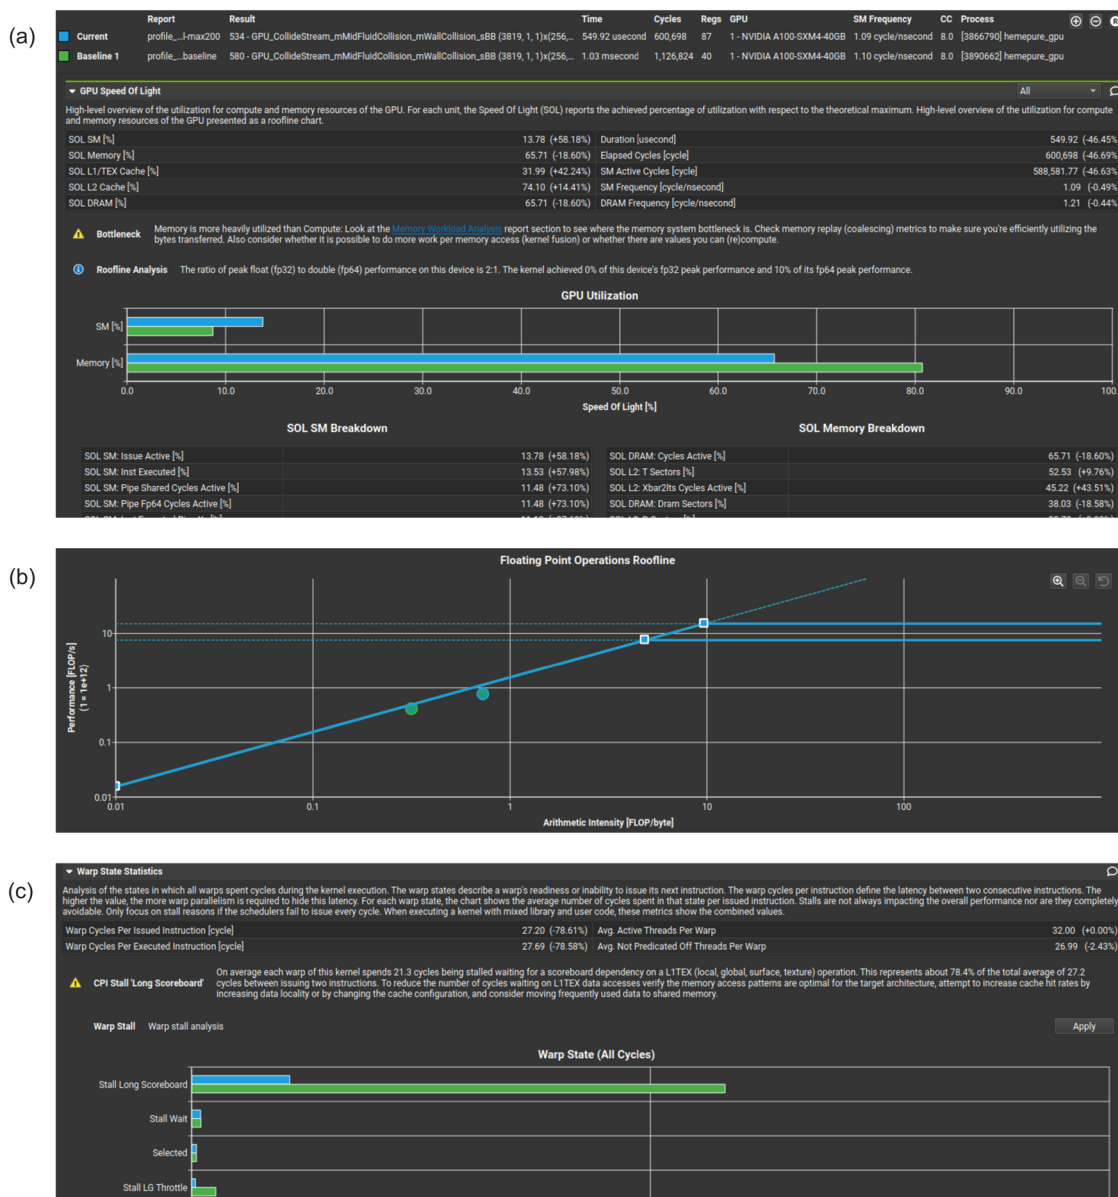 (a)
Report Result Time Cycles Regs GPU SM Frequency CC Process
Current profile_...l-max200 534 - GPU_CollideStream_mMidFluidCollision_mWallCollision_sBB (3819, 1, 1)x(256,... 549.92 usecond 600,698 87 1 - NVIDIA A100-SXM4-40GB 1.09 cycle/nsecond 8.0 [3866790] hemepure_gpu
Baseline 1 profile_...baseline 580 - GPU_CollideStream_mMidFluidCollision_mWallCollision_sBB (3819, 1, 1)x(256,... 1.03 msecond 1,126,824 40 1 - NVIDIA A100-SXM4-40GB 1.10 cycle/nsecond 8.0 [3890662] hemepure_gpu
GPU Speed Of Light All
High-level overview of the utilization for compute and memory resources of the GPU. For each unit, the Speed Of Light (SOL) reports the achieved percentage of utilization with respect to the theoretical maximum. High-level overview of the utilization for compute
and memory resources of the GPU presented as a roofline chart.
SOL SM [%] 13.78 (+58.18%) Duration [usecond] 549.92 (-46.45%
SOL Memory [%] 65.71 (-18.60%) Elapsed Cycles [cycle] 600,698 (-46.69%
SOL L1/TEX Cache [%] 31.99 (+42.24%) SM Active Cycles [cycle] 588,581.77 (-46.63%
SOL L2 Cache [%] 74.10 (+14.41%) SM Frequency [cycle/nsecond] 1.09 (-0.49%
SOL DRAM [%] 65.71 (-18.60%) DRAM Frequency [cycle/nsecond] 1.21 (-0.44%
Bottleneck Memory is more heavily utilized than Compute: Look at the Memory Workload Analysis report section to see where the memory system bottleneck is. Check memory replay (coalescing) metrics to make sure you're efficiently utilizing the
bytes transferred. Also consider whether it is possible to do more work per memory access (kernel fusion) or whether there are values you can (re)compute.
Roofline Analysis The ratio of peak float (fp32) to double (fp64) performance on this device is 2:1. The kernel achieved 0% of this device's fp32 peak performance and 10% of its fp64 peak performance.
GPU Utilization
SM [%]
Memory [%]
0.0 10.0 20.0 30.0 40.0 50.0 60.0 70.0 80.0 90.0 100.
Speed Of Light [%]
SOL SM Breakdown SOL Memory Breakdown
SOL SM: Issue Active [%] 13.78 (+58.18%) SOL DRAM: Cycles Active [%] 65.71 (-18.60%)
SOL SM: Inst Executed [%] 13.53 (+57.98%) SOL L2: T Sectors [%] 52.53 (+9.76%)
SOL SM: Pipe Shared Cycles Active [%] 11.48 (+73.10%) SOL L2: Xbar2lts Cycles Active [%] 45.22 (+43.51%)
SOL SM: Pipe Fp64 Cycles Active [%] 11.48 (+73.10%) SOL DRAM: Dram Sectors [%] 38.03 (-18.58%)
(b)
Floating Point Operations Roofline
Performance [FLOP/s]
(1 = 1e+12)
10
1
0.1
0.01
0.01 0.1 1 10 100
Arithmetic Intensity [FLOP/byte]
(c)
Warp State Statistics
Analysis of the states in which all warps spent cycles during the kernel execution. The warp states describe a warp's readiness or inability to issue its next instruction. The warp cycles per instruction define the latency between two consecutive instructions. The
higher the value, the more warp parallelism is required to hide this latency. For each warp state, the chart shows the average number of cycles spent in that state per issued instruction. Stalls are not always impacting the overall performance nor are they completely
avoidable. Only focus on stall reasons if the schedulers fail to issue every cycle. When executing a kernel with mixed library and user code, these metrics show the combined values.
Warp Cycles Per Issued Instruction [cycle] 27.20 (-78.61%) Avg. Active Threads Per Warp 32.00 (+0.00%)
Warp Cycles Per Executed Instruction [cycle] 27.69 (-78.58%) Avg. Not Predicated Off Threads Per Warp 26.99 (-2.43%)
CPI Stall 'Long Scoreboard' On average each warp of this kernel spends 21.3 cycles being stalled waiting for a scoreboard dependency on a L1TEX (local, global, surface, texture) operation. This represents about 78.4% of the total average of 27.2
cycles between issuing two instructions. To reduce the number of cycles waiting on L1TEX data accesses verify the memory access patterns are optimal for the target architecture, attempt to increase cache hit rates by
increasing data locality or by changing the cache configuration, and consider moving frequently used data to shared memory.
Warp Stall Warp stall analysis Apply
Warp State (All Cycles)
Stall Long Scoreboard
Stall Wait
Selected
Stall LG Throttle